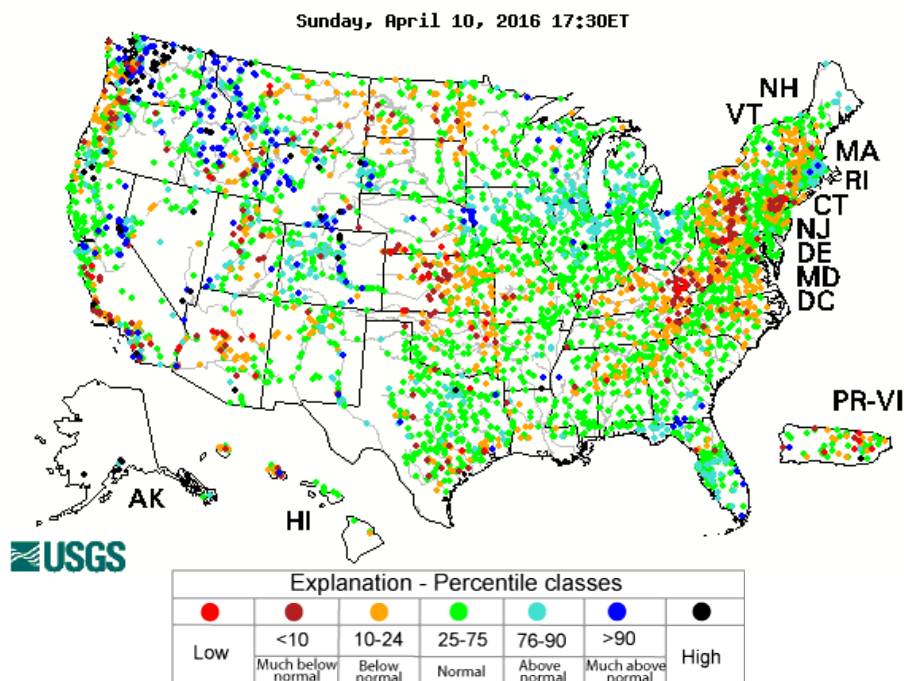 Sunday, April 10, 2016 17:30ET
NH
VT
MA
RI
CT
NJ
DE
MD
DC
PR-VI
AK
HI
USGS
Explanation - Percentile classes
Low <10 10-24 25-75 76-90 >90 High
Much below normal Below normal Normal Above normal Much above normal